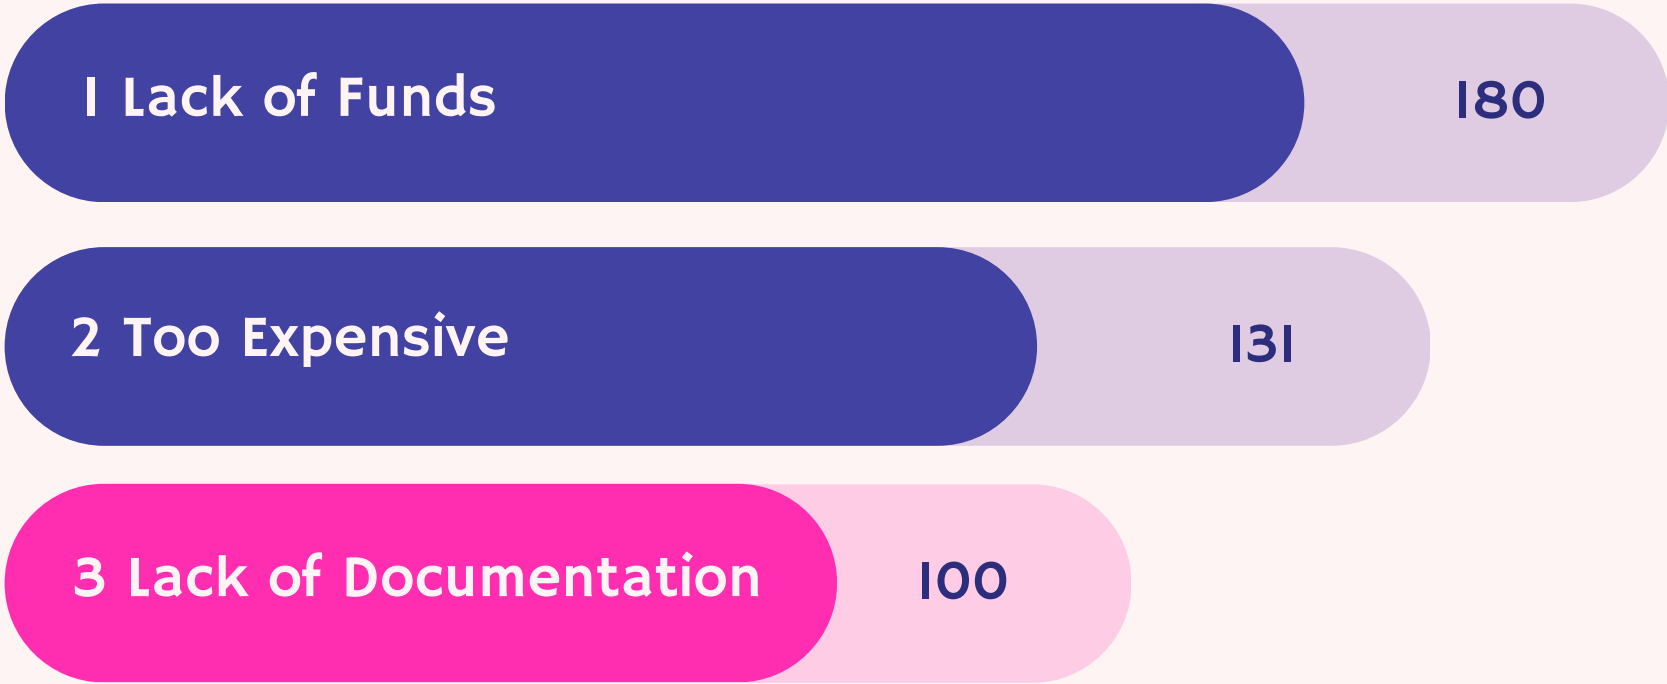 1 Lack of Funds 180
2 Too Expensive 131
3 Lack of Documentation 100